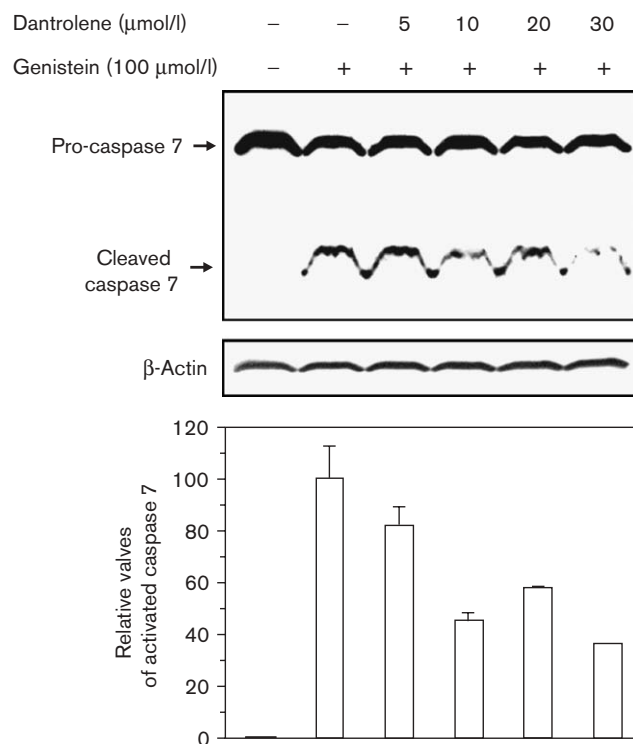 Dantrolene (μmol/l) – – 5 10 20 30
Genistein (100 μmol/l) – + + + + +
Pro-caspase 7
Cleaved
caspase 7
β-Actin
Relative valves
of activated caspase 7
120
100
80
60
40
20
0